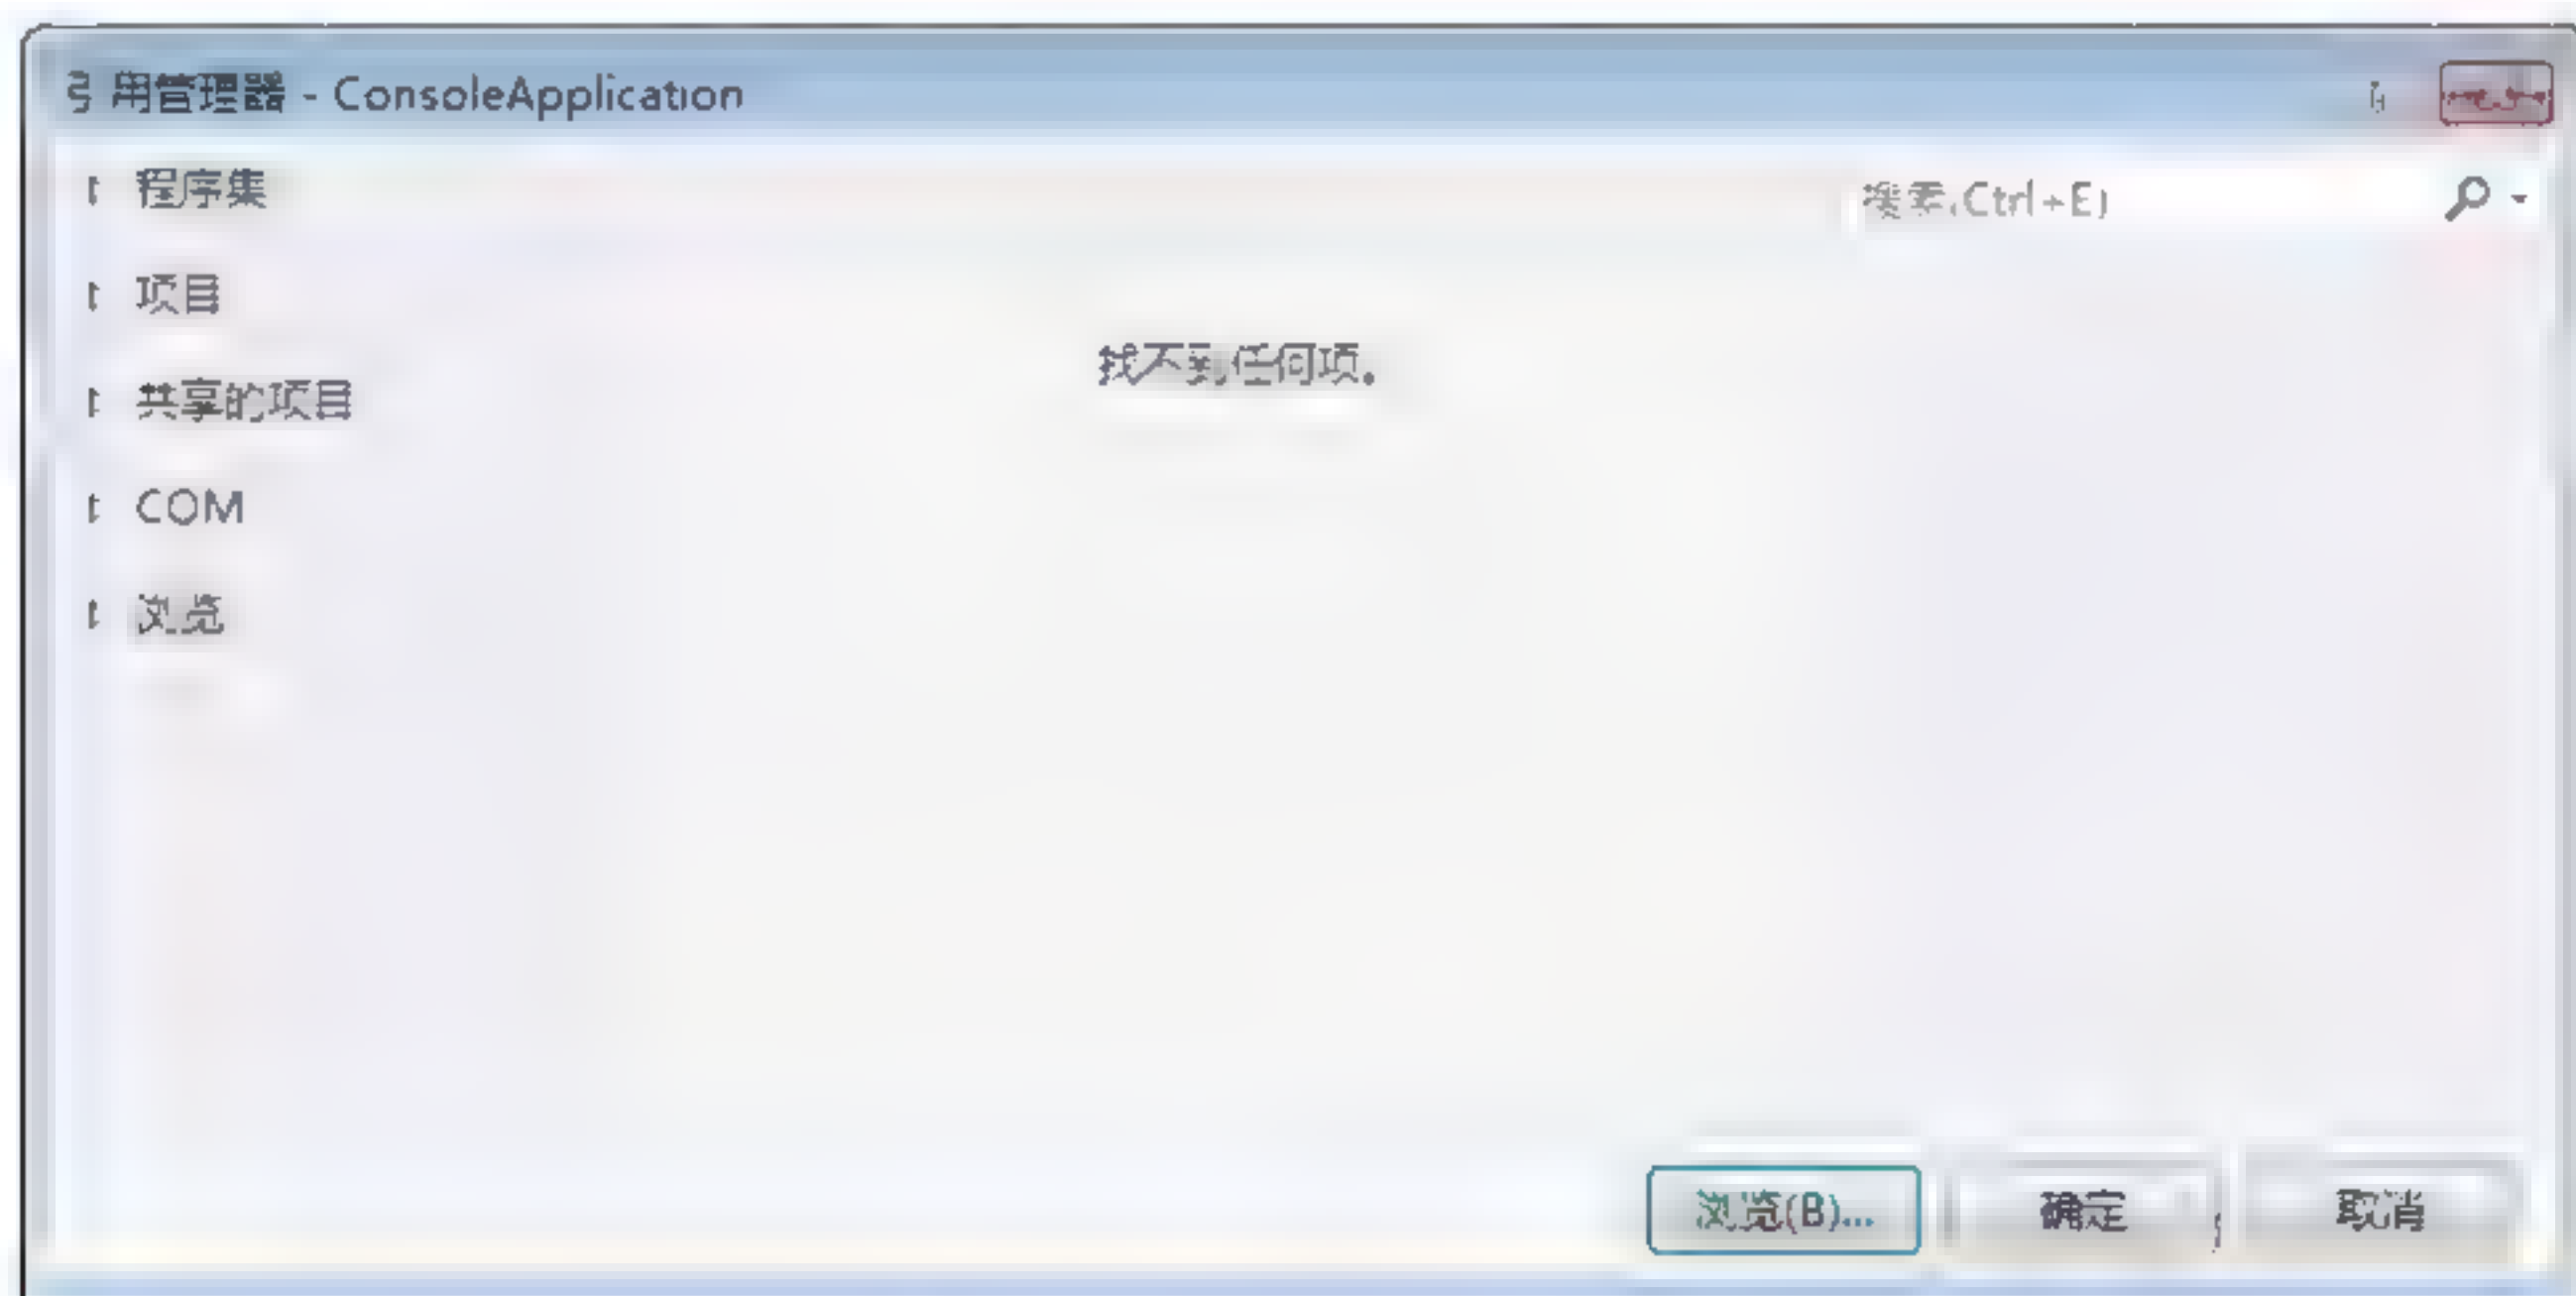 引用管理器 - ConsoleApplication
程序集
搜索(Ctrl+E)
项目
找不到任何项。
共享的项目
COM
浏览
浏览(B)...
确定
取消